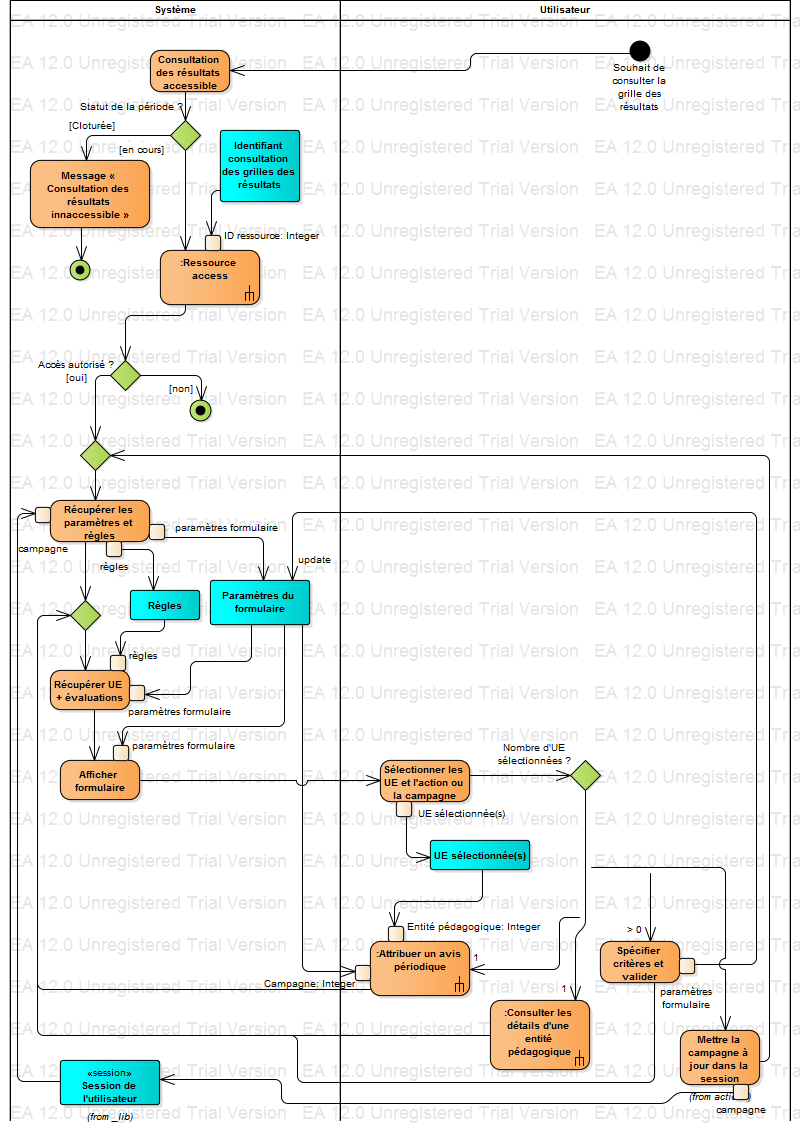 Système
Utilisateur
Consultation
des résultats
accessible
Souhait de
consulter la
grille des
résultats
Statut de la période ?
[Cloturée]
[en cours]
Identifiant
consultation
des grilles des
résultats
Message «
Consultation des
résultats
innaccessible »
ID ressource: Integer
:Ressource
access
Accès autorisé ?
[oui]
[non]
Récupérer les
paramètres et
règles
campagne
paramètres formulaire
règles
update
Règles
Paramètres du
formulaire
règles
Récupérer UE
+ évaluations
paramètres formulaire
paramètres formulaire
Afficher
formulaire
Sélectionner les
UE et l'action ou
la campagne
Nombre d'UE
sélectionnées ?
UE sélectionnée(s)
UE sélectionnée(s)
Entité pédagogique: Integer
:Attribuer un avis
périodique
1
Campagne: Integer
> 0
Spécifier
critères et
valider
paramètres
formulaire
1
:Consulter les
détails d'une
entité
pédagogique
Mettre la
campagne à
jour dans la
session
campagne
«session»
Session de
l'utilisateur
(from _lib)
EA 12.0 Unregistered Trial Version